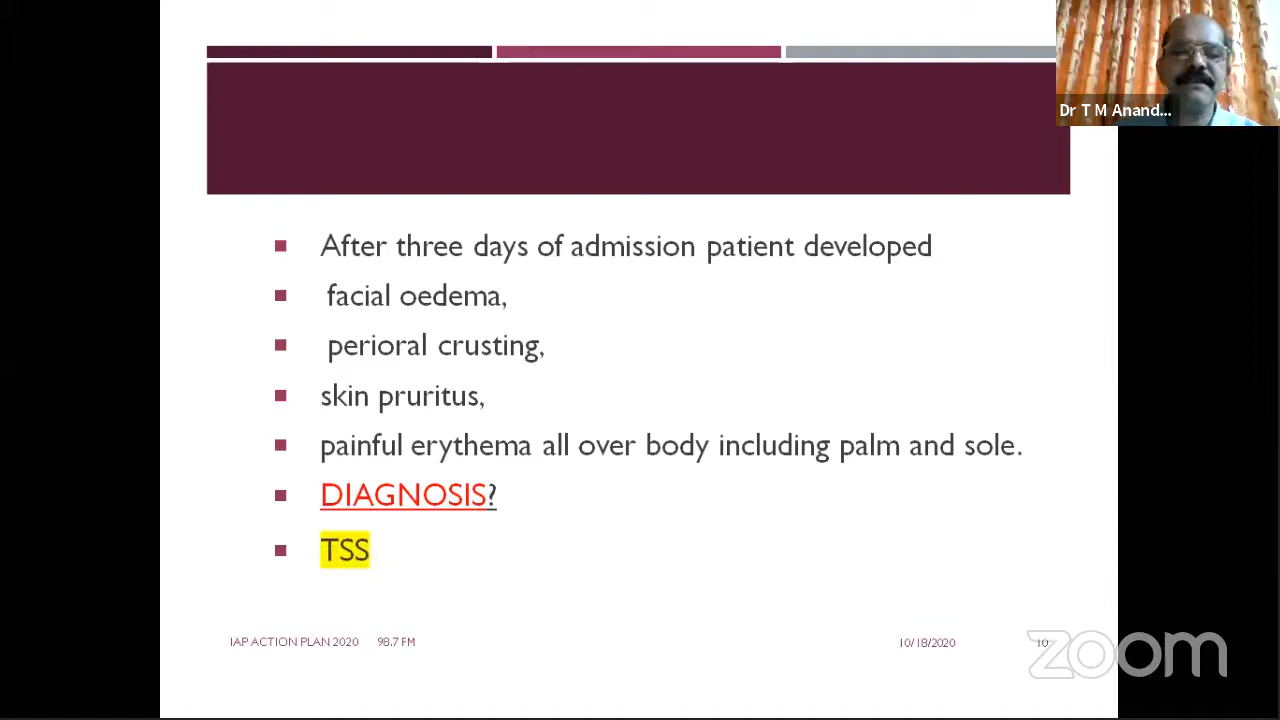 Dr T M Anand...
After three days of admission patient developed
facial oedema,
perioral crusting,
skin pruritus,
painful erythema all over body including palm and sole.
DIAGNOSIS?
TSS
IAP ACTION PLAN 2020 98.7 FM 10/18/2020 10
zoom